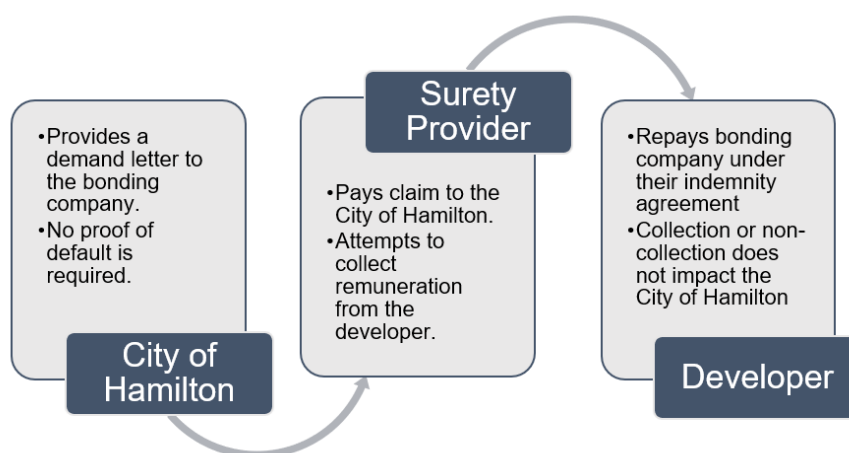 •Provides a
demand letter to
the bonding
company.
•No proof of
default is
required.
City of
Hamilton
Surety
Provider
•Pays claim to the
City of Hamilton.
•Attempts to
collect
remuneration
from the
developer.
•Repays bonding
company under
their indemnity
agreement
•Collection or non-
collection does
not impact the
City of Hamilton
Developer